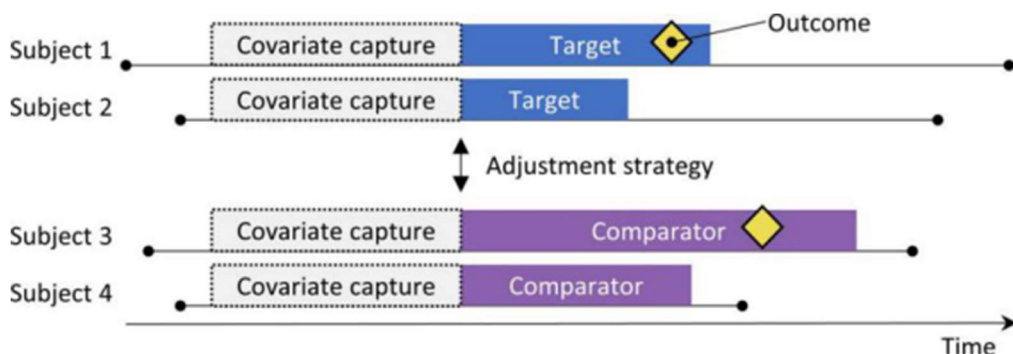 Outcome
Subject 1 Covariate capture Target
Subject 2 Covariate capture Target
Adjustment strategy
Subject 3 Covariate capture Comparator
Subject 4 Covariate capture Comparator
Time